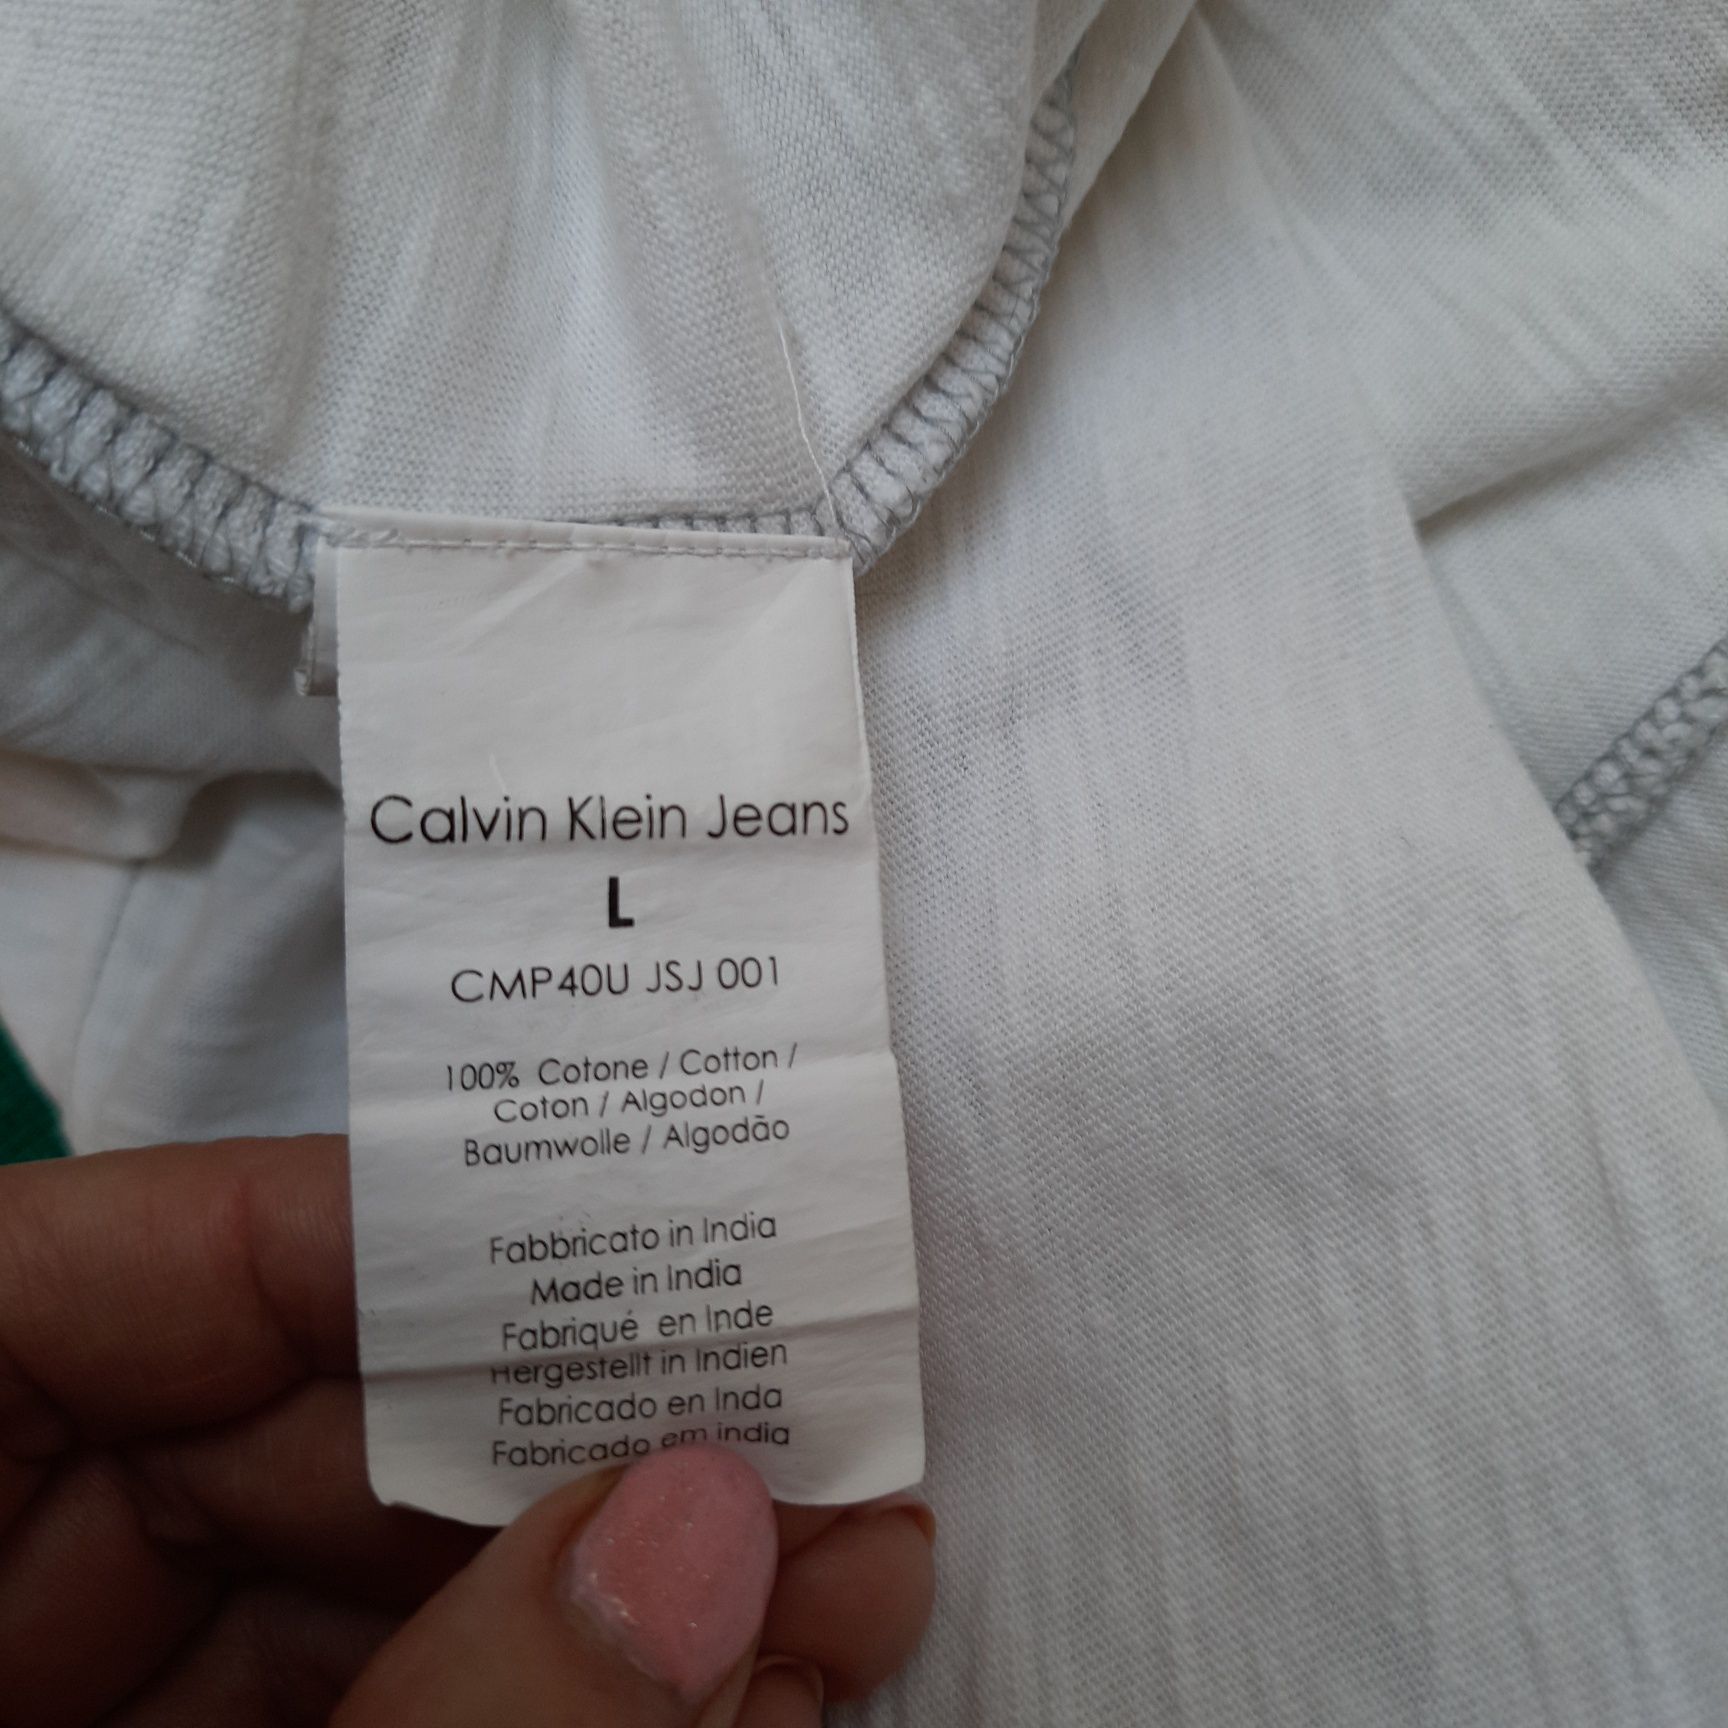 Calvin Klein Jeans
L
CMP40U JSJ 001
100% Cotone / Cotton /
Coton / Algodon /
Baumwolle / Algodão
Fabbricato in India
Made in India
Fabriqué en Inde
Hergestellt in Indien
Fabricado en Inda
Fabricado em india